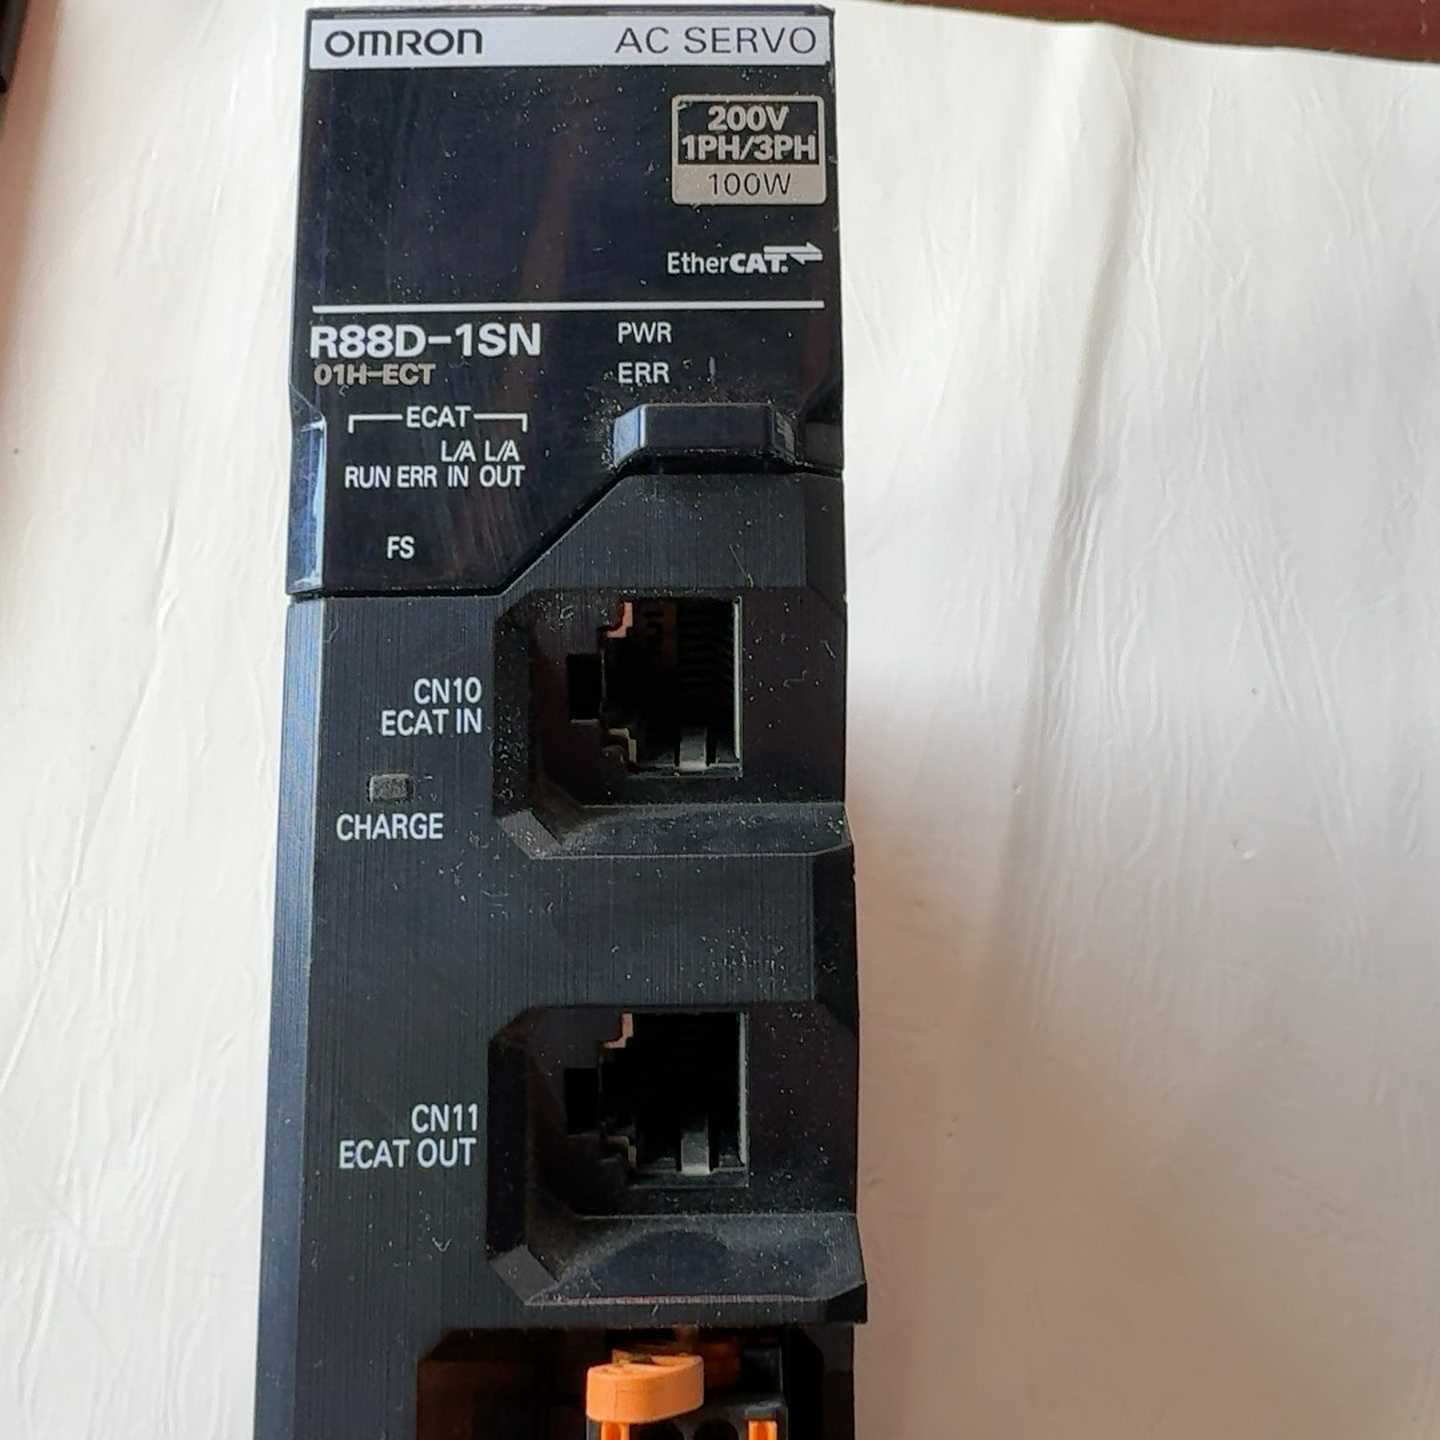 OMRON AC SERVO
200V
1PH/3PH
100W
EtherCAT.
R88D-1SN
01H-ECT
PWR
ERR
ECAT
L/A L/A
RUN ERR IN OUT
FS
CN10
ECAT IN
CHARGE
CN11
ECAT OUT